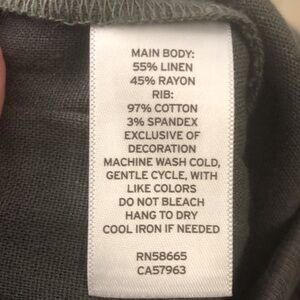 MAIN BODY:
55% LINEN
45% RAYON
RIB:
97% COTTON
3% SPANDEX
EXCLUSIVE OF
DECORATION
MACHINE WASH COLD,
GENTLE CYCLE, WITH
LIKE COLORS
DO NOT BLEACH
HANG TO DRY
COOL IRON IF NEEDED
RN58665
CA57963